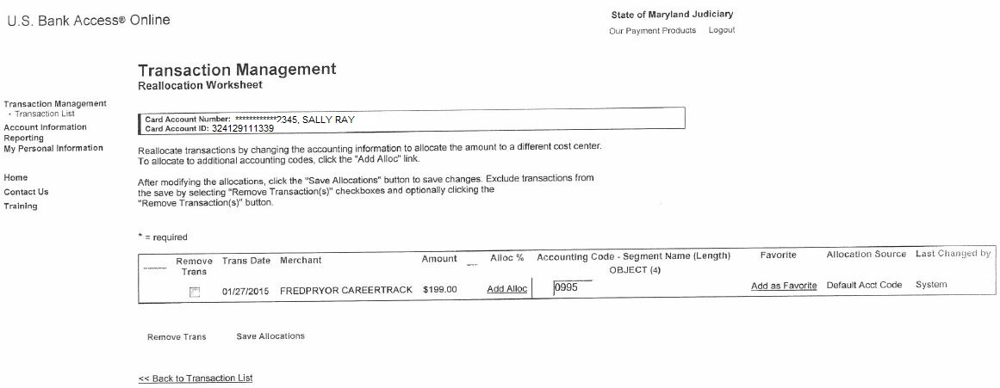 U.S. Bank Access® Online
State of Maryland Judiciary
Our Payment Products Logout
Transaction Management
Reallocation Worksheet
Transaction Management
· Transaction List
Account Information
Reporting
My Personal Information
Home
Contact Us
Training
Card Account Number: ************2345, SALLY RAY
Card Account ID: 324129111339
Reallocate transactions by changing the accounting information to allocate the amount to a different cost center.
To allocate to additional accounting codes, click the "Add Alloc" link.
After modifying the allocations, click the "Save Allocations" button to save changes. Exclude transactions from
the save by selecting "Remove Transaction(s)" checkboxes and optionally clicking the
"Remove Transaction(s)" button.
* = required
Remove Trans Trans Date Merchant Amount Alloc % Accounting Code - Segment Name (Length) Favorite Allocation Source Last Changed by
OBJECT (4)
01/27/2015 FREDPRYOR CAREERTRACK $199.00 Add Alloc 0995 Add as Favorite Default Acct Code System
Remove Trans Save Allocations
<< Back to Transaction List